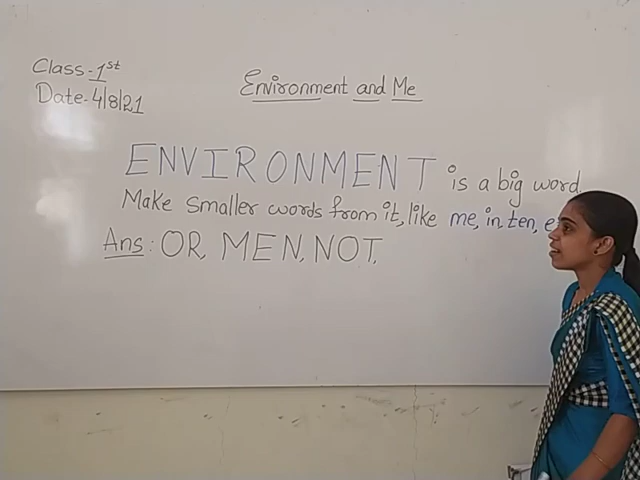 Class-1st
Environment and Me
Date-4/8/21
ENVIRONMENT is a big word
Make smaller words from it, like me, in, ten,
Ans: OR, MEN, NOT,